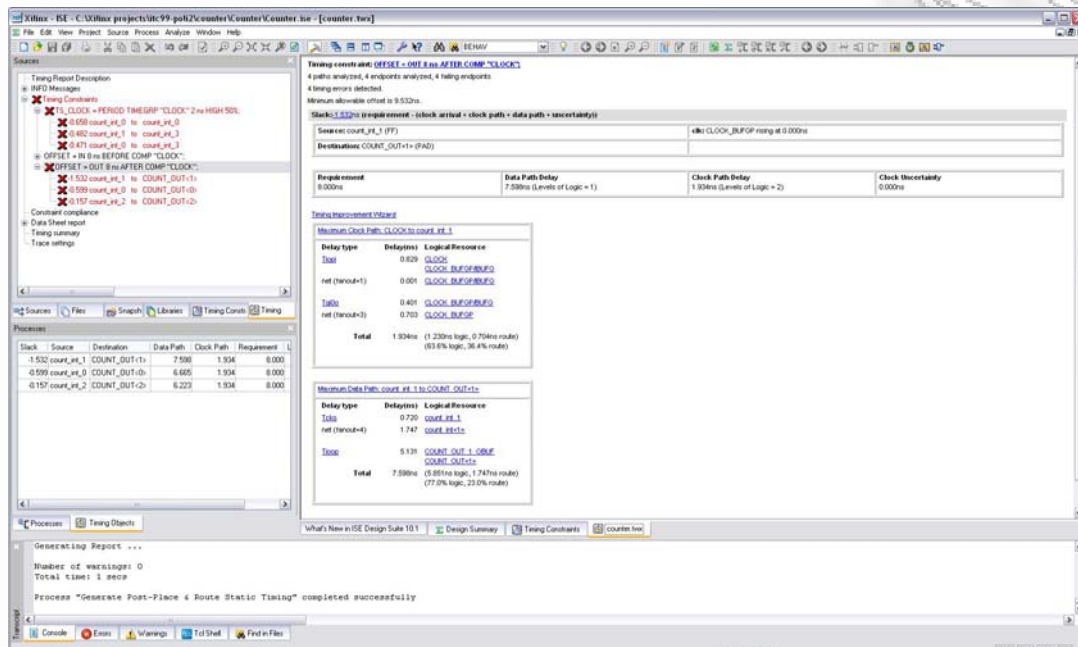 Xilinx - ISE - C:\Xilinx projects\itc99-poli2\counter\Counter\Counter.ise - [counter.twx]
File Edit View Project Source Process Analyze Window Help
BEHAV
Sources
Timing Report Description
INFO Messages
Timing Constraints
TS_CLOCK = PERIOD TIMEGRP "CLOCK" 2 ns HIGH 50%;
-0.658 count_int_0 to count_int_0
-0.482 count_int_1 to count_int_3
-0.471 count_int_0 to count_int_3
OFFSET = IN 8 ns BEFORE COMP "CLOCK";
OFFSET = OUT 8 ns AFTER COMP "CLOCK";
-1.532 count_int_1 to COUNT_OUT<1>
-0.599 count_int_0 to COUNT_OUT<0>
-0.157 count_int_2 to COUNT_OUT<2>
Constraint compliance
Data Sheet report
Timing summary
Trace settings
Sources Files Snapsh Libraries Timing Constr Timing
Processes
Slack Source Destination Data Path Clock Path Requirement L
-1.532 count_int_1 COUNT_OUT<1> 7.598 1.934 8.000
-0.599 count_int_0 COUNT_OUT<0> 6.665 1.934 8.000
-0.157 count_int_2 COUNT_OUT<2> 6.223 1.934 8.000
Processes Timing Objects
Timing constraint: OFFSET = OUT 8 ns AFTER COMP "CLOCK";
4 paths analyzed, 4 endpoints analyzed, 4 failing endpoints
4 timing errors detected.
Minimum allowable offset is 9.532ns.
Slack: -1.532ns (requirement - (clock arrival + clock path + data path + uncertainty))
Source: count_int_1 (FF) clk: CLOCK_BUFGP rising at 0.000ns
Destination: COUNT_OUT<1> (PAD)
Requirement Data Path Delay Clock Path Delay Clock Uncertainty
8.000ns 7.598ns (Levels of Logic = 1) 1.934ns (Levels of Logic = 2) 0.000ns
Timing Improvement Wizard
Maximum Clock Path: CLOCK to count_int_1
Delay type Delay(ns) Logical Resource
Tiopi 0.829 CLOCK
CLOCK_BUFGP/IBUFG
net (fanout=1) 0.001 CLOCK_BUFGP/IBUFG
0.401 CLOCK_BUFGP/BUFG
net (fanout=3) 0.703 CLOCK_BUFGP
Total 1.934ns (1.230ns logic, 0.704ns route)
(63.6% logic, 36.4% route)
Maximum Data Path: count_int_1 to COUNT_OUT<1>
Delay type Delay(ns) Logical Resource
Tcko 0.720 count_int_1
net (fanout=4) 1.747 count_int<1>
Tioop 5.131 COUNT_OUT_1_OBUF
COUNT_OUT<1>
Total 7.598ns (5.851ns logic, 1.747ns route)
(77.0% logic, 23.0% route)
What's New in ISE Design Suite 10.1 Design Summary Timing Constraints counter.twx
Generating Report ...
Number of warnings: 0
Total time: 1 secs
Process "Generate Post-Place & Route Static Timing" completed successfully
Transcript
Console Errors Warnings Tcl Shell Find in Files